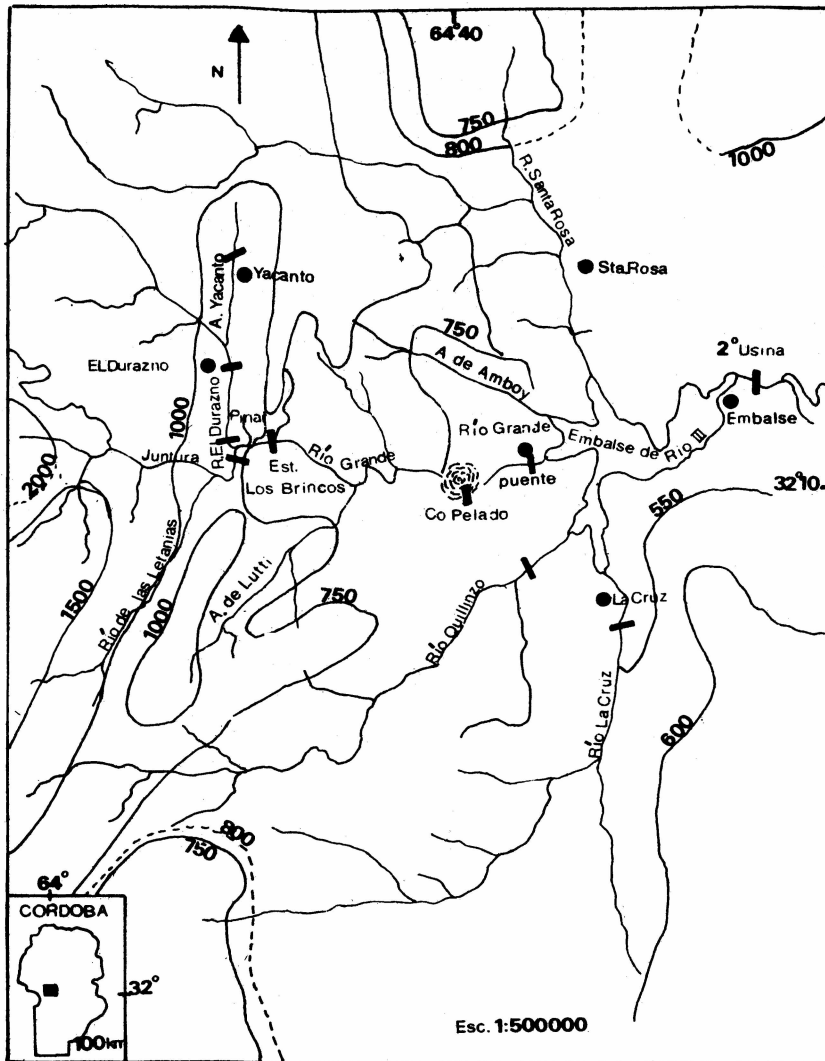 64°40
N
750
800
1000
R. Santa Rosa
A. Yacanto
Yacanto
Sta.Rosa
750
2° Usina
A de Amboy
EL Durazno
1000
R. El Durazno
Pinar
Río Grande
Embalse
Embalse de Río III
Juntura
Est.
Los Brincos
Río Grande
puente
2000
Co Pelado
550
32°10
1500
Río de las Letanias
1000
A. de Lutti
750
Río Quillinzo
La Cruz
Río La Cruz
600
800
750
64°
CORDOBA
32°
100km
Esc. 1:500000